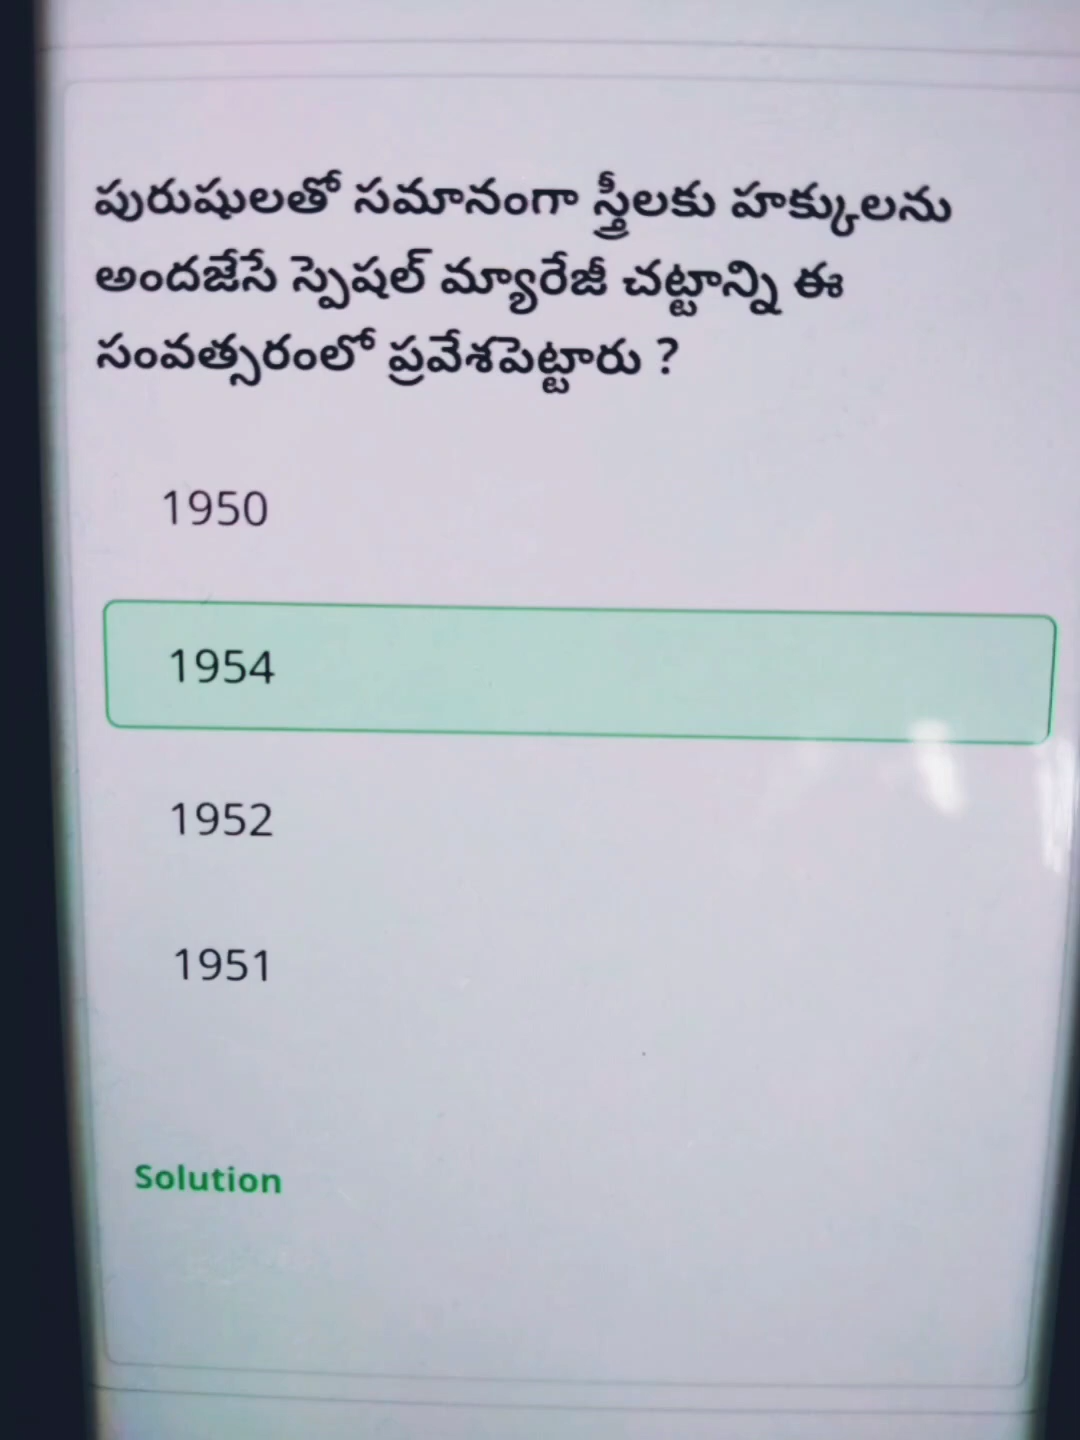 పురుషులతో సమానంగా స్త్రీలకు హక్కులను
అందజేసే స్పెషల్ మ్యారేజీ చట్టాన్ని ఈ
సంవత్సరంలో ప్రవేశపెట్టారు ?
1950
1954
1952
1951
Solution